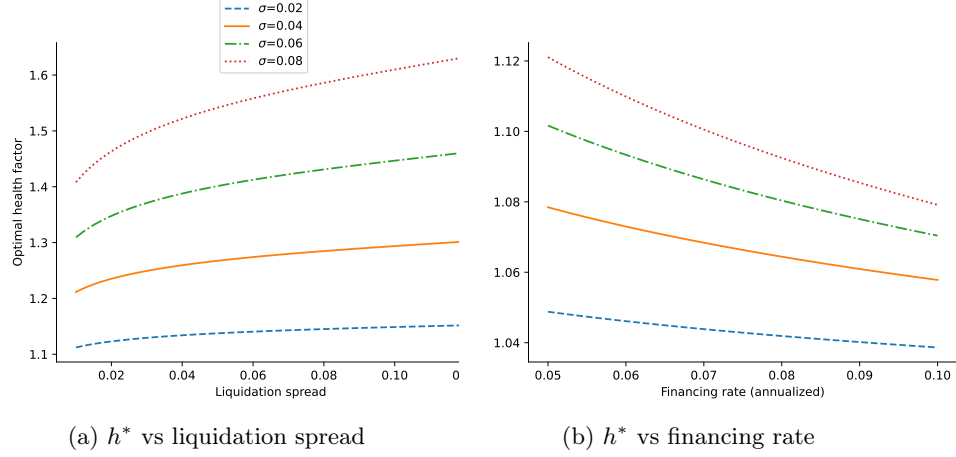 σ=0.02
σ=0.04
σ=0.06
σ=0.08
1.6
1.5
1.4
1.3
1.2
1.1
Optimal health factor
0.02 0.04 0.06 0.08 0.10 0
Liquidation spread
1.12
1.10
1.08
1.06
1.04
0.05 0.06 0.07 0.08 0.09 0.10
Financing rate (annualized)
(a) h* vs liquidation spread
(b) h* vs financing rate